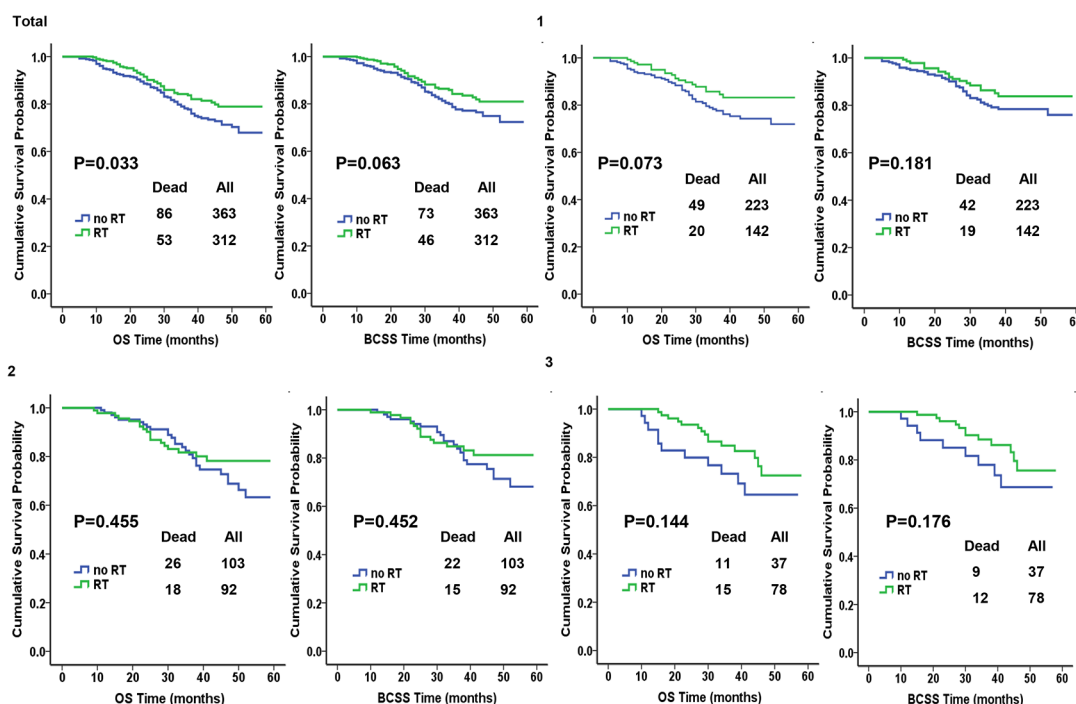 Total
Cumulative Survival Probability
1.0
0.8
0.6
0.4
0.2
0.0
P=0.033
Dead All
no RT 86 363
RT 53 312
0 10 20 30 40 50 60
OS Time (months)
Cumulative Survival Probability
1.0
0.8
0.6
0.4
0.2
0.0
P=0.063
Dead All
no RT 73 363
RT 46 312
0 10 20 30 40 50 60
BCSS Time (months)
1
Cumulative Survival Probability
1.0
0.8
0.6
0.4
0.2
0.0
P=0.073
Dead All
no RT 49 223
RT 20 142
0 10 20 30 40 50 60
OS Time (months)
Cumulative Survival Probability
1.0
0.8
0.6
0.4
0.2
0.0
P=0.181
Dead All
no RT 42 223
RT 19 142
0 10 20 30 40 50 60
BCSS Time (months)
2
Cumulative Survival Probability
1.0
0.8
0.6
0.4
0.2
0.0
P=0.455
Dead All
no RT 26 103
RT 18 92
0 10 20 30 40 50 60
OS Time (months)
Cumulative Survival Probability
1.0
0.8
0.6
0.4
0.2
0.0
P=0.452
Dead All
no RT 22 103
RT 15 92
0 10 20 30 40 50 60
BCSS Time (months)
3
Cumulative Survival Probability
1.0
0.8
0.6
0.4
0.2
0.0
P=0.144
Dead All
no RT 11 37
RT 15 78
0 10 20 30 40 50 60
OS Time (months)
Cumulative Survival Probability
1.0
0.8
0.6
0.4
0.2
0.0
P=0.176
Dead All
no RT 9 37
RT 12 78
0 10 20 30 40 50 60
BCSS Time (months)